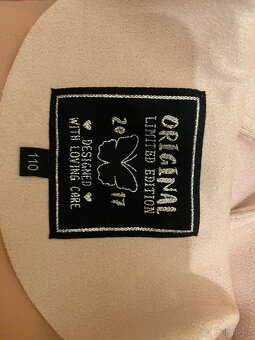 ORIGINAL
LIMITED EDITION
20 17
♥ DESIGNED ♥
WITH LOVING CARE
110